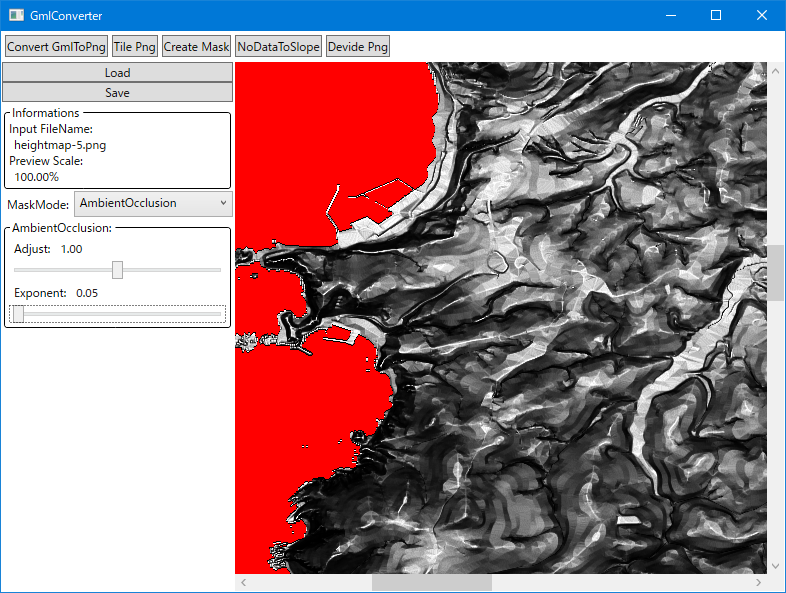 GmlConverter
Convert GmlToPng Tile Png Create Mask NoDataToSlope Devide Png
Load
Save
Informations
Input FileName:
heightmap-5.png
Preview Scale:
100.00%
MaskMode: AmbientOcclusion
AmbientOcclusion:
Adjust: 1.00
Exponent: 0.05